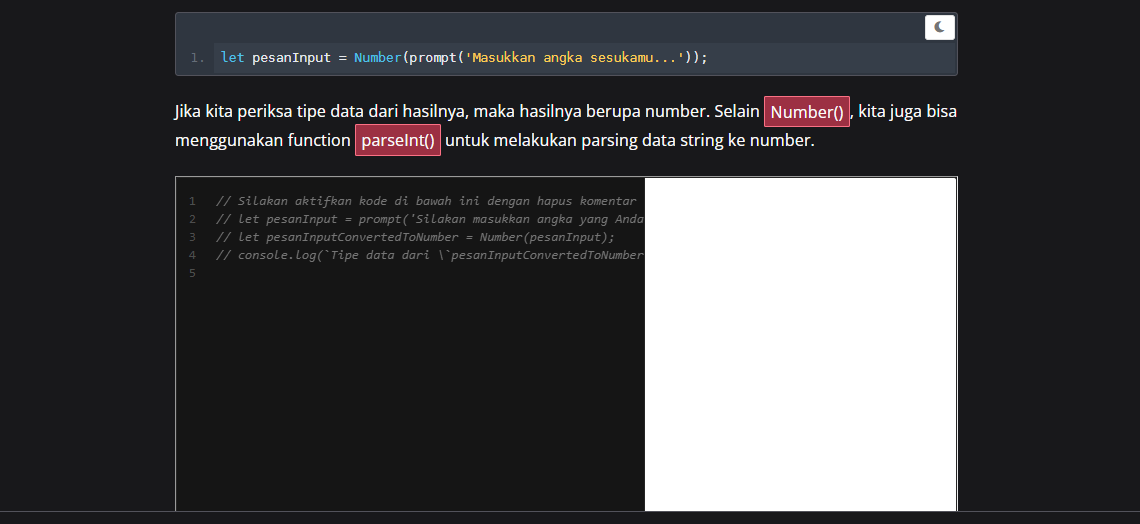 1. let pesanInput = Number(prompt('Masukkan angka sesukamu...'));
Jika kita periksa tipe data dari hasilnya, maka hasilnya berupa number. Selain Number(), kita juga bisa
menggunakan function parseInt() untuk melakukan parsing data string ke number.
1 // Silakan aktifkan kode di bawah ini dengan hapus komentar
2 // let pesanInput = prompt('Silakan masukkan angka yang Anda
3 // let pesanInputConvertedToNumber = Number(pesanInput);
4 // console.log(`Tipe data dari \`pesanInputConvertedToNumber
5